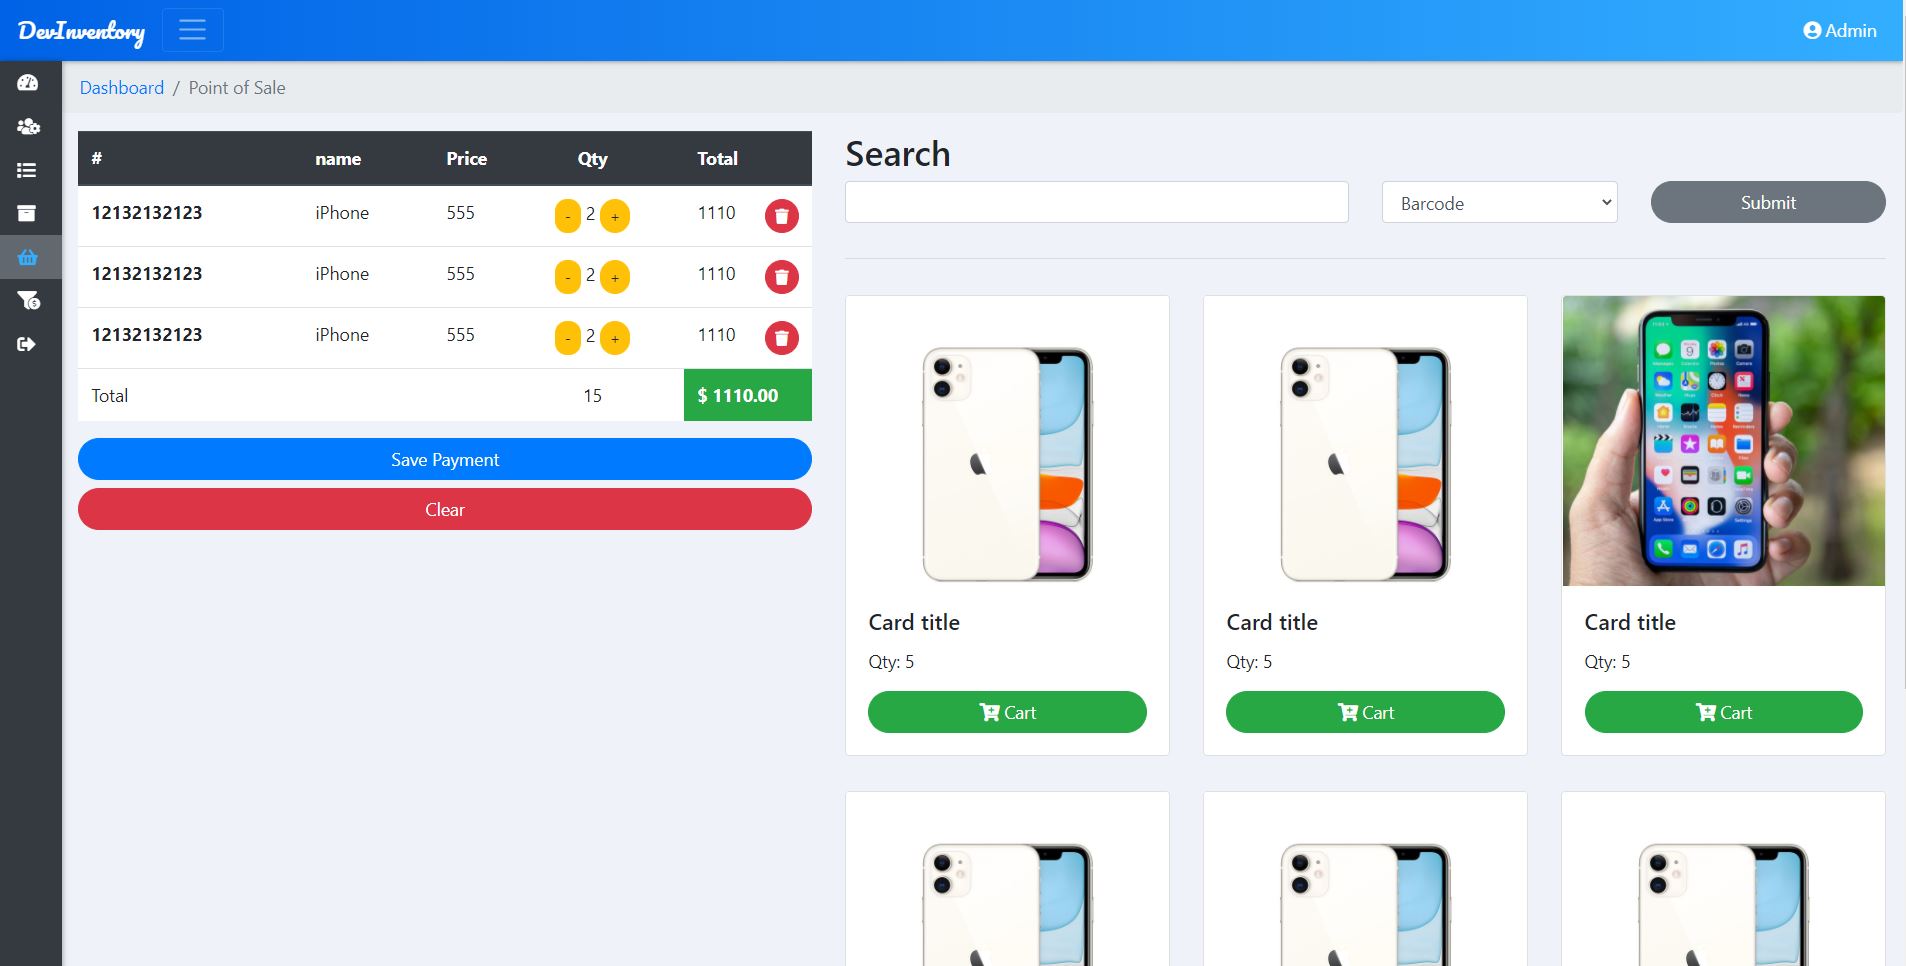 DevInventory
Admin
Dashboard / Point of Sale
# name Price Qty Total
12132132123 iPhone 555 - 2 + 1110
12132132123 iPhone 555 - 2 + 1110
12132132123 iPhone 555 - 2 + 1110
Total 15 $ 1110.00
Save Payment
Clear
Search
Barcode
Submit
Card title
Qty: 5
Cart
Card title
Qty: 5
Cart
Card title
Qty: 5
Cart